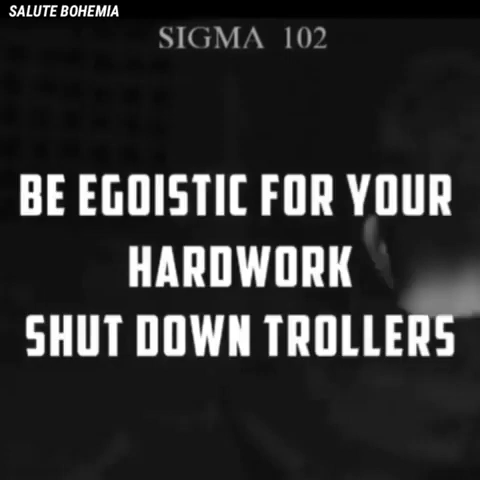 SALUTE BOHEMIA
SIGMA 102
BE EGOISTIC FOR YOUR
HARDWORK
SHUT DOWN TROLLERS